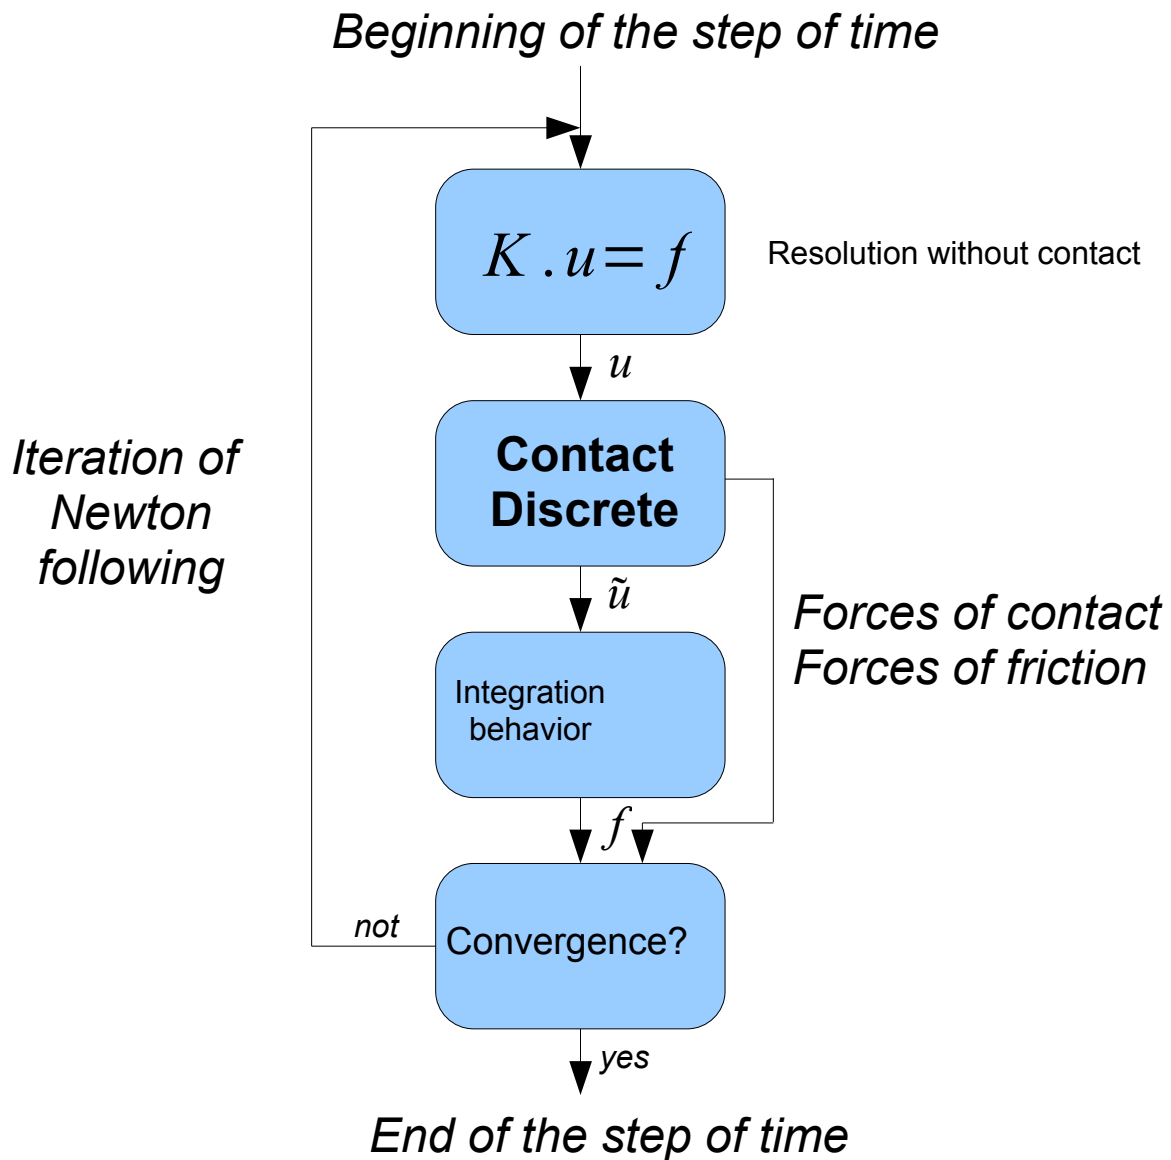 Beginning of the step of time
K . u = f
Resolution without contact
u
Contact
Discrete
Iteration of
Newton
following
ũ
Forces of contact
Forces of friction
Integration
behavior
f
not
Convergence?
yes
End of the step of time